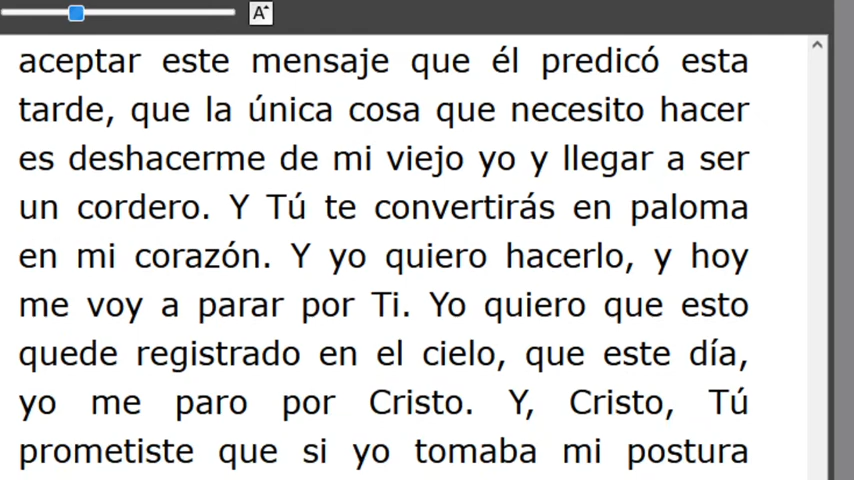 A
aceptar este mensaje que él predicó esta
tarde, que la única cosa que necesito hacer
es deshacerme de mi viejo yo y llegar a ser
un cordero. Y Tú te convertirás en paloma
en mi corazón. Y yo quiero hacerlo, y hoy
me voy a parar por Ti. Yo quiero que esto
quede registrado en el cielo, que este día,
yo me paro por Cristo. Y, Cristo, Tú
prometiste que si yo tomaba mi postura